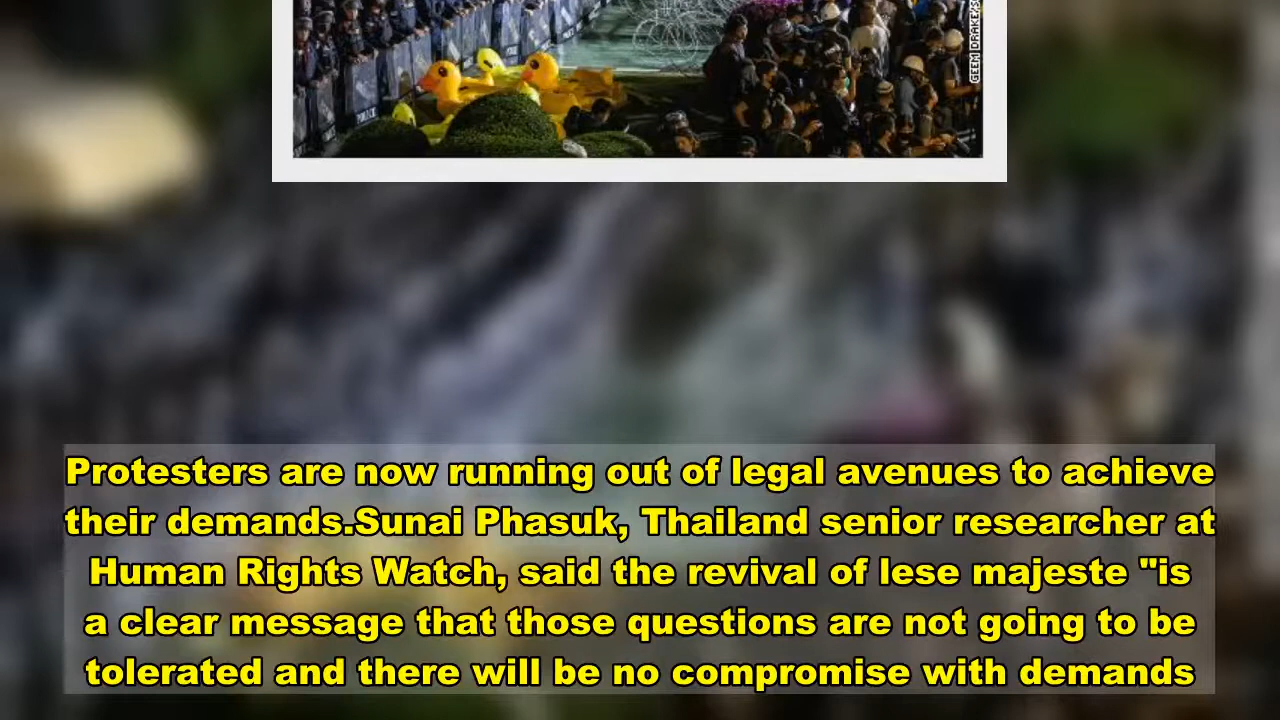 GEEM DRAKE/S
Protesters are now running out of legal avenues to achieve
their demands.Sunai Phasuk, Thailand senior researcher at
Human Rights Watch, said the revival of lese majeste "is
a clear message that those questions are not going to be
tolerated and there will be no compromise with demands